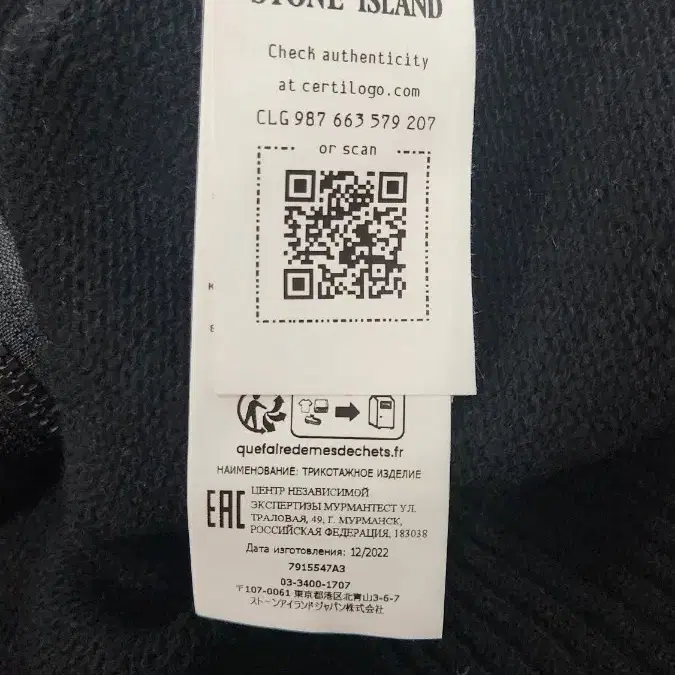 STONE ISLAND
Check authenticity
at certilogo.com
CLG 987 663 579 207
or scan
quefairedemesdechets.fr
НАИМЕНОВАНИЕ: ТРИКОТАЖНОЕ ИЗДЕЛИЕ
EAC
ЦЕНТР НЕЗАВИСИМОЙ
ЭКСПЕРТИЗЫ МУРМАНТЕСТ УЛ.
ТРАЛОВАЯ, 49, Г. МУРМАНСК,
РОССИЙСКАЯ ФЕДЕРАЦИЯ, 183038
Дата изготовления: 12/2022
7915547A3
03-3400-1707
〒107-0061 東京都港区北青山3-6-7
ストーンアイランドジャパン株式会社